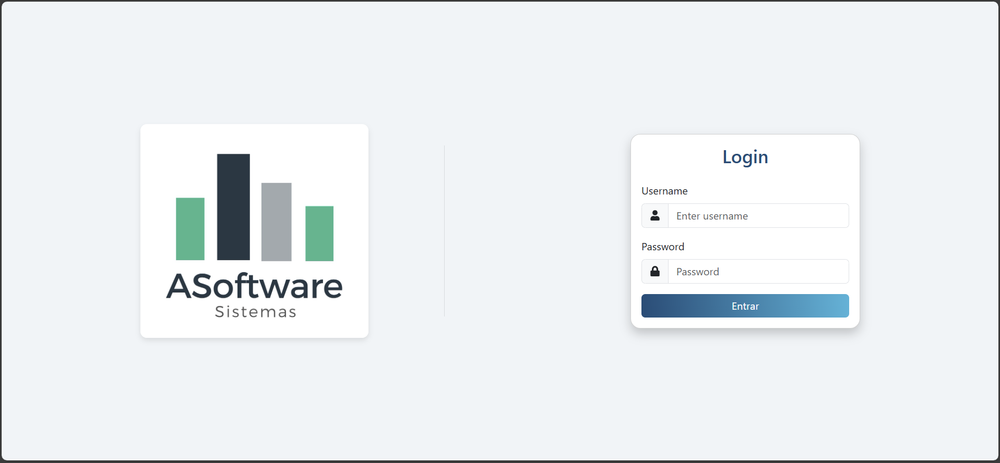 ASoftware
Sistemas
Login
Username
Enter username
Password
Password
Entrar